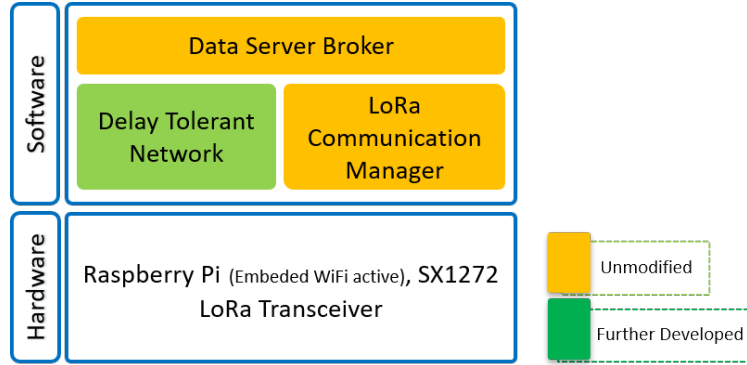 Software
Data Server Broker
Delay Tolerant
Network
LoRa
Communication
Manager
Hardware
Raspberry Pi (Embeded WiFi active), SX1272
LoRa Transceiver
Unmodified
Further Developed